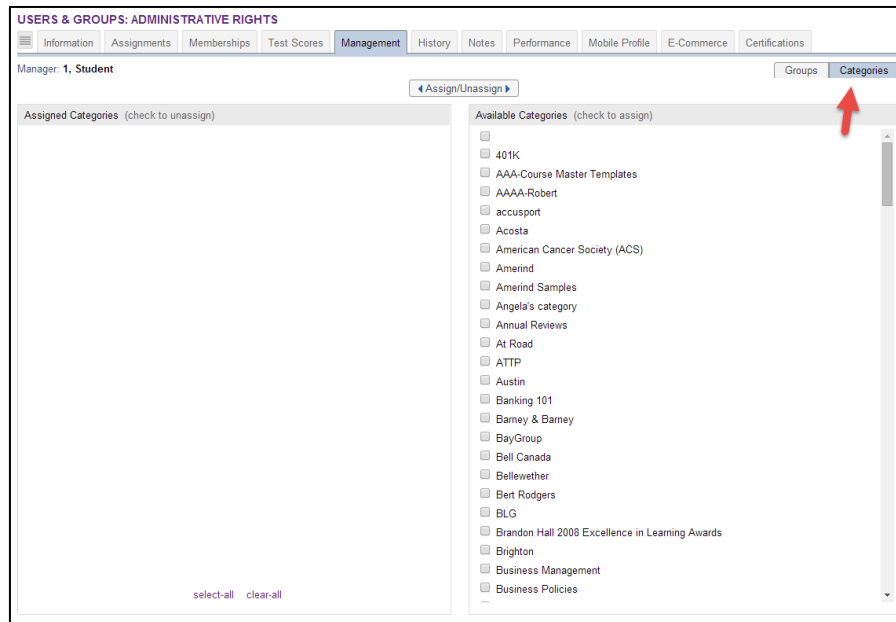 USERS & GROUPS: ADMINISTRATIVE RIGHTS
Information Assignments Memberships Test Scores Management History Notes Performance Mobile Profile E-Commerce Certifications
Manager: 1, Student
Groups Categories
Assign/Unassign
Assigned Categories (check to unassign)
select-all clear-all
Available Categories (check to assign)
401K
AAA-Course Master Templates
AAAA-Robert
accusport
Acosta
American Cancer Society (ACS)
Amerind
Amerind Samples
Angela's category
Annual Reviews
At Road
ATTP
Austin
Banking 101
Barney & Barney
BayGroup
Bell Canada
Bellewether
Bert Rodgers
BLG
Brandon Hall 2008 Excellence in Learning Awards
Brighton
Business Management
Business Policies